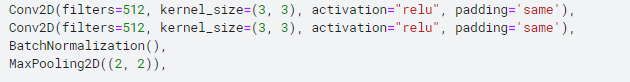 Conv2D(filters=512, kernel_size=(3, 3), activation="relu", padding='same'),
Conv2D(filters=512, kernel_size=(3, 3), activation="relu", padding='same'),
BatchNormalization(),
MaxPooling2D((2, 2)),